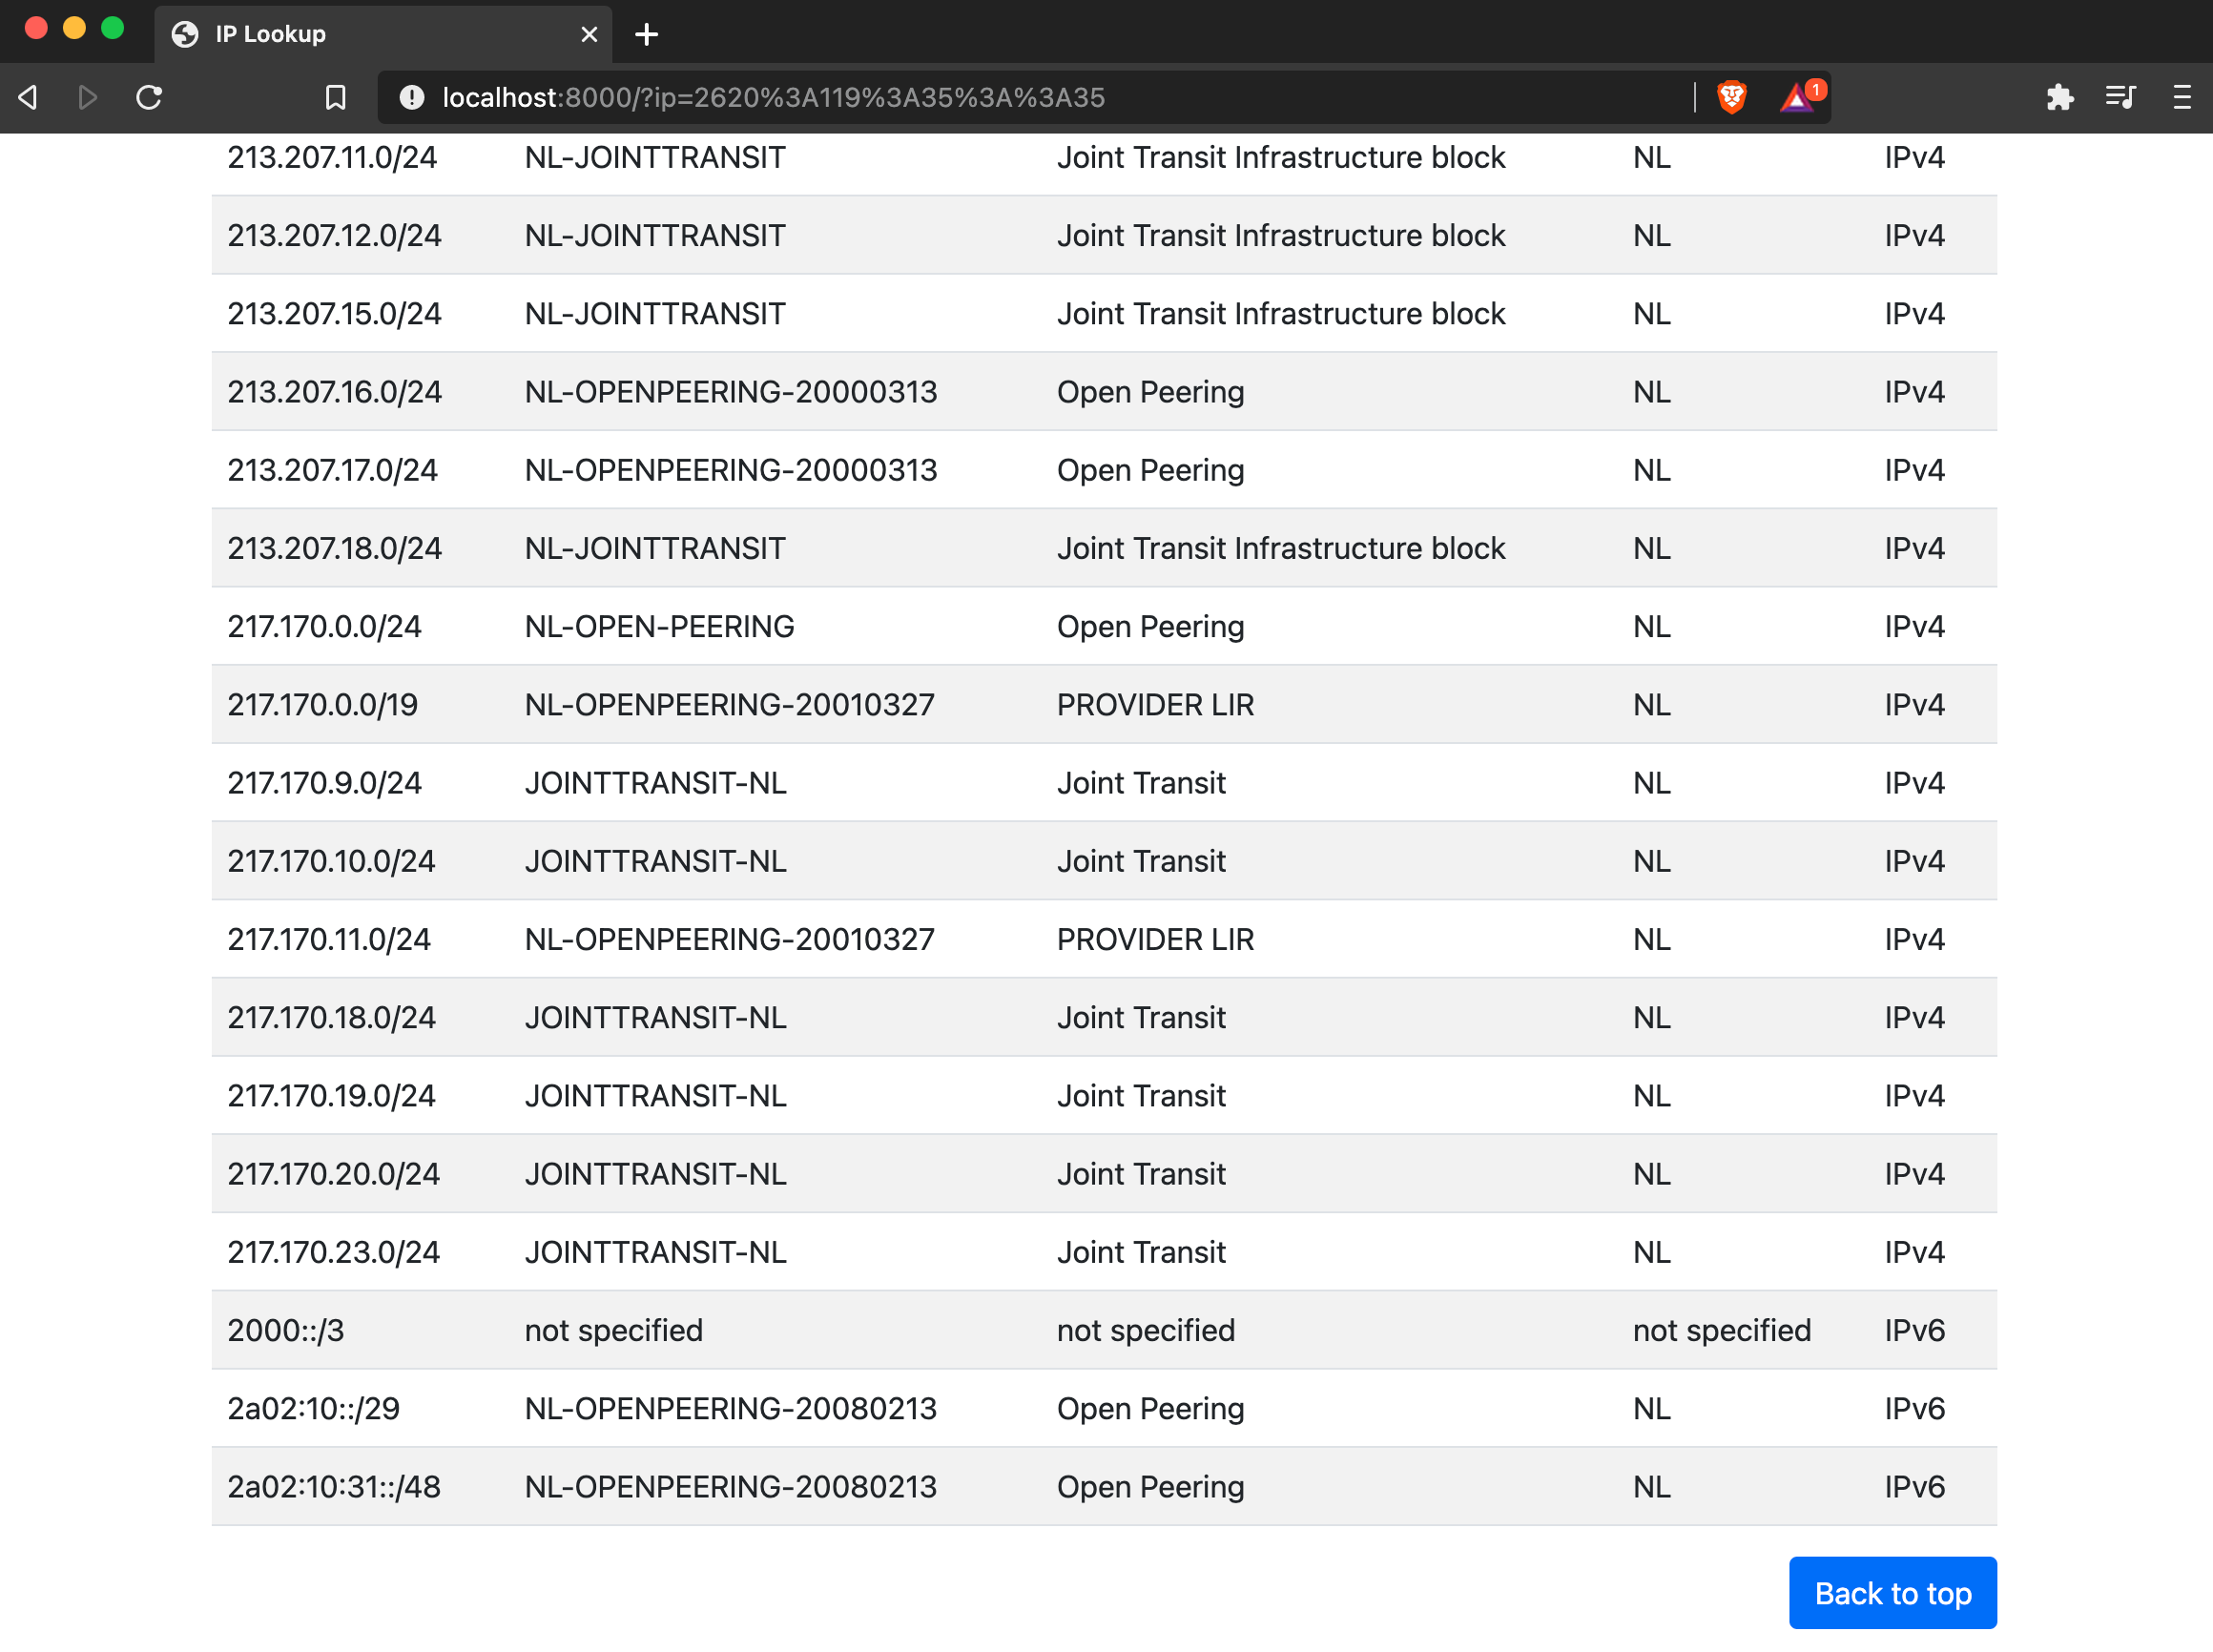 IP Lookup
localhost:8000/?ip=2620%3A119%3A35%3A%3A35
1
213.207.11.0/24 NL-JOINTTRANSIT Joint Transit Infrastructure block NL IPv4
213.207.12.0/24 NL-JOINTTRANSIT Joint Transit Infrastructure block NL IPv4
213.207.15.0/24 NL-JOINTTRANSIT Joint Transit Infrastructure block NL IPv4
213.207.16.0/24 NL-OPENPEERING-20000313 Open Peering NL IPv4
213.207.17.0/24 NL-OPENPEERING-20000313 Open Peering NL IPv4
213.207.18.0/24 NL-JOINTTRANSIT Joint Transit Infrastructure block NL IPv4
217.170.0.0/24 NL-OPEN-PEERING Open Peering NL IPv4
217.170.0.0/19 NL-OPENPEERING-20010327 PROVIDER LIR NL IPv4
217.170.9.0/24 JOINTTRANSIT-NL Joint Transit NL IPv4
217.170.10.0/24 JOINTTRANSIT-NL Joint Transit NL IPv4
217.170.11.0/24 NL-OPENPEERING-20010327 PROVIDER LIR NL IPv4
217.170.18.0/24 JOINTTRANSIT-NL Joint Transit NL IPv4
217.170.19.0/24 JOINTTRANSIT-NL Joint Transit NL IPv4
217.170.20.0/24 JOINTTRANSIT-NL Joint Transit NL IPv4
217.170.23.0/24 JOINTTRANSIT-NL Joint Transit NL IPv4
2000::/3 not specified not specified not specified IPv6
2a02:10::/29 NL-OPENPEERING-20080213 Open Peering NL IPv6
2a02:10:31::/48 NL-OPENPEERING-20080213 Open Peering NL IPv6
Back to top